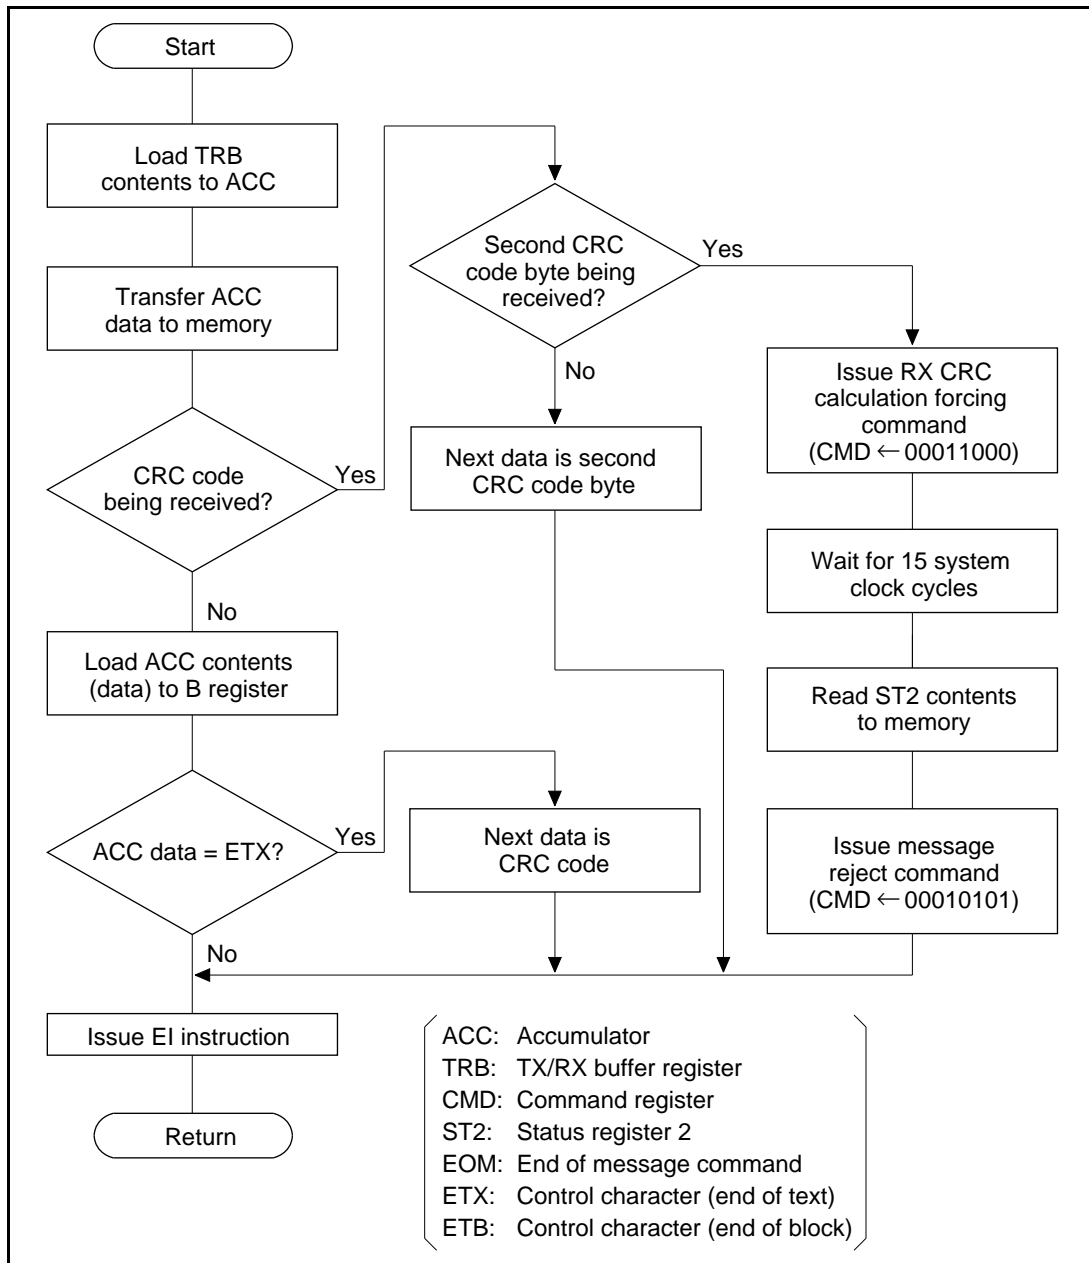 Start
Load TRB
contents to ACC
Transfer ACC
data to memory
CRC code
being received?
Yes
No
Load ACC contents
(data) to B register
ACC data = ETX?
Yes
No
Issue EI instruction
Return
Second CRC
code byte being
received?
Yes
No
Next data is second
CRC code byte
Next data is
CRC code
Issue RX CRC
calculation forcing
command
(CMD ← 00011000)
Wait for 15 system
clock cycles
Read ST2 contents
to memory
Issue message
reject command
(CMD ← 00010101)
ACC: Accumulator
TRB: TX/RX buffer register
CMD: Command register
ST2: Status register 2
EOM: End of message command
ETX: Control character (end of text)
ETB: Control character (end of block)